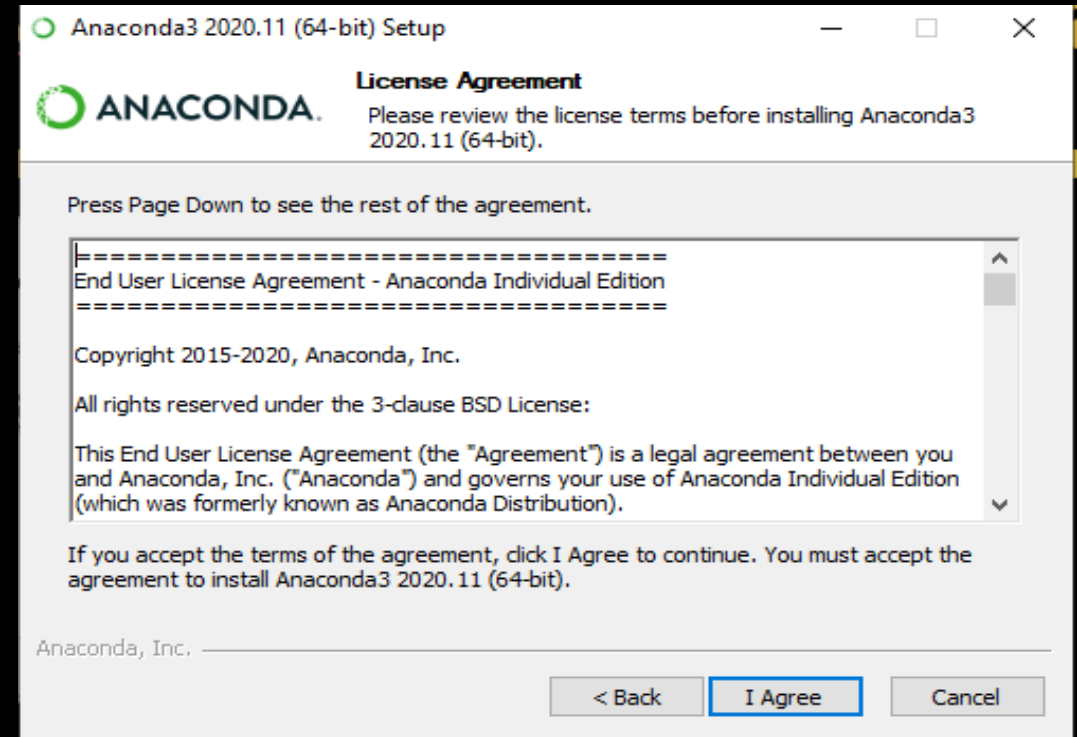 Anaconda3 2020.11 (64-bit) Setup
ANACONDA.
License Agreement
Please review the license terms before installing Anaconda3
2020.11 (64-bit).
Press Page Down to see the rest of the agreement.
===================================
End User License Agreement - Anaconda Individual Edition
===================================
Copyright 2015-2020, Anaconda, Inc.
All rights reserved under the 3-clause BSD License:
This End User License Agreement (the "Agreement") is a legal agreement between you
and Anaconda, Inc. ("Anaconda") and governs your use of Anaconda Individual Edition
(which was formerly known as Anaconda Distribution).
If you accept the terms of the agreement, click I Agree to continue. You must accept the
agreement to install Anaconda3 2020.11 (64-bit).
Anaconda, Inc.
< Back
I Agree
Cancel